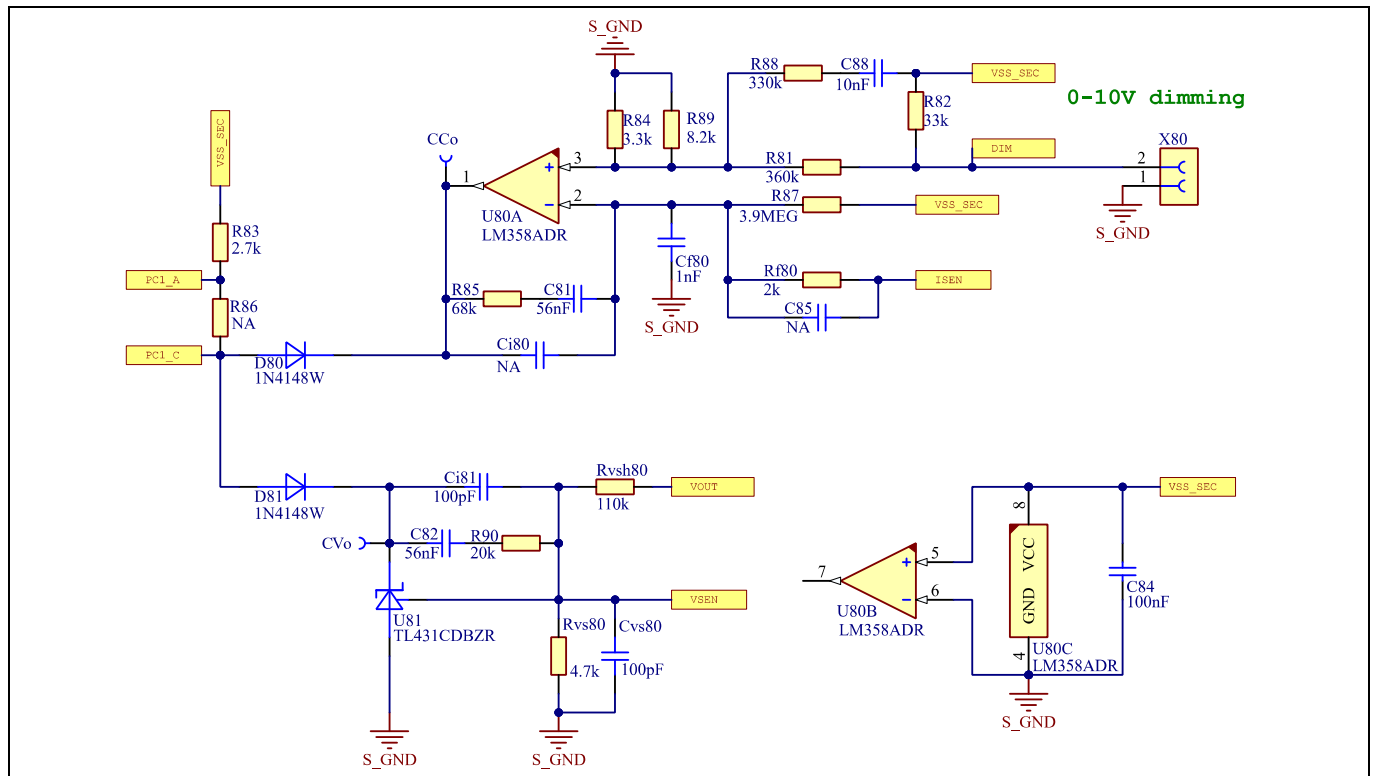 S_GND
R88
330k
C88
10nF
VSS_SEC
0-10V dimming
R82
33k
R84
3.3k
R89
8.2k
VSS_SEC
CCo
DIM
X80
3
R81
360k
2
1
1
2
R87
3.9MEG
VSS_SEC
S_GND
U80A
LM358ADR
R83
2.7k
Cf80
1nF
PC1_A
Rf80
2k
ISEN
R86
NA
R85
68k
C81
56nF
C85
NA
S_GND
PC1_C
D80
1N4148W
Ci80
NA
D81
1N4148W
Ci81
100pF
Rvsh80
110k
VOUT
VSS_SEC
8
CVo
C82
56nF
R90
20k
VCC
GND
5
6
7
U80B
LM358ADR
C84
100nF
U81
TL431CDBZR
VSEN
Rvs80
4.7k
Cvs80
100pF
4
U80C
LM358ADR
S_GND
S_GND
S_GND